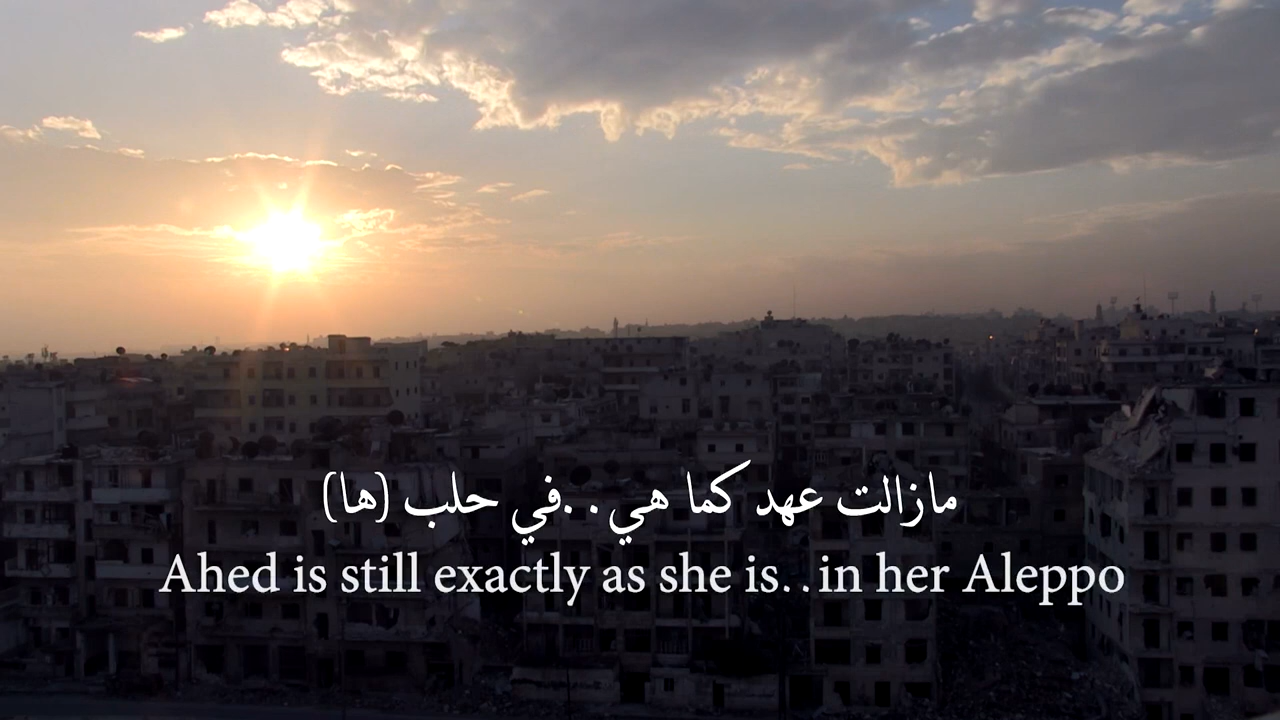 مازالت عهد كما هي...في حلب (ها)
Ahed is still exactly as she is..in her Aleppo